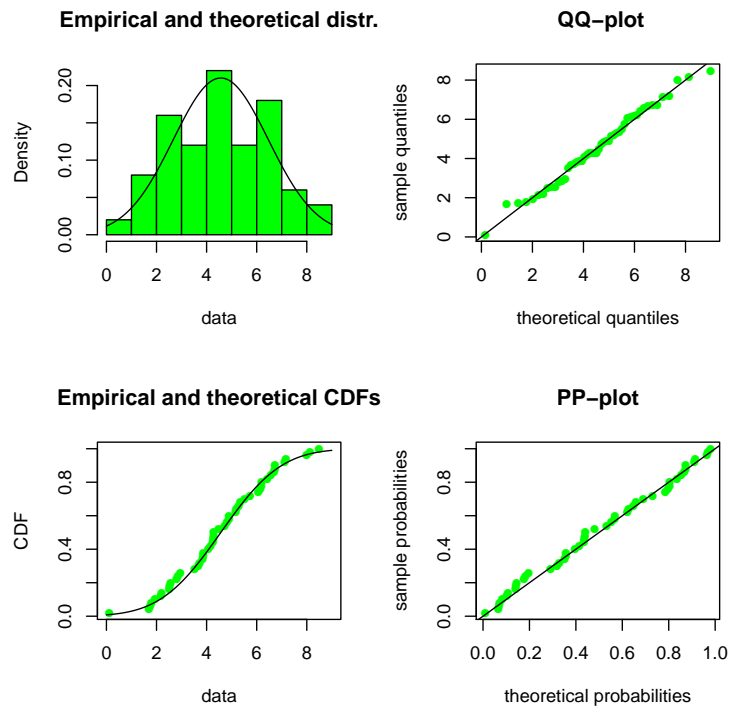 Empirical and theoretical distr.
Density
0.00 0.10 0.20
0 2 4 6 8
data
QQ−plot
sample quantiles
0 2 4 6 8
0 2 4 6 8
theoretical quantiles
Empirical and theoretical CDFs
CDF
0.0 0.4 0.8
0 2 4 6 8
data
PP−plot
sample probabilities
0.0 0.4 0.8
0.0 0.2 0.4 0.6 0.8 1.0
theoretical probabilities